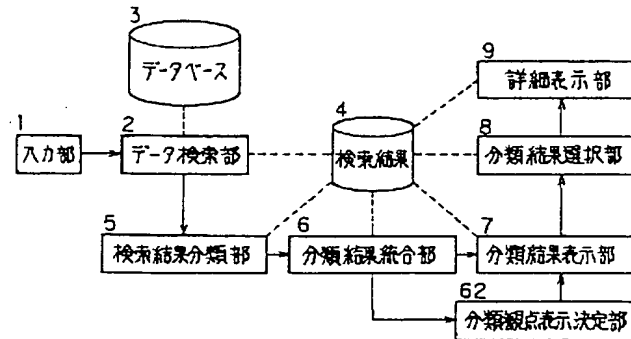 3
データベース
9
詳細表示部
4
検索結果
1
入力部
2
データ検索部
8
分類結果選択部
5
検索結果分類部
6
分類結果統合部
7
分類結果表示部
62
分類観点表示決定部